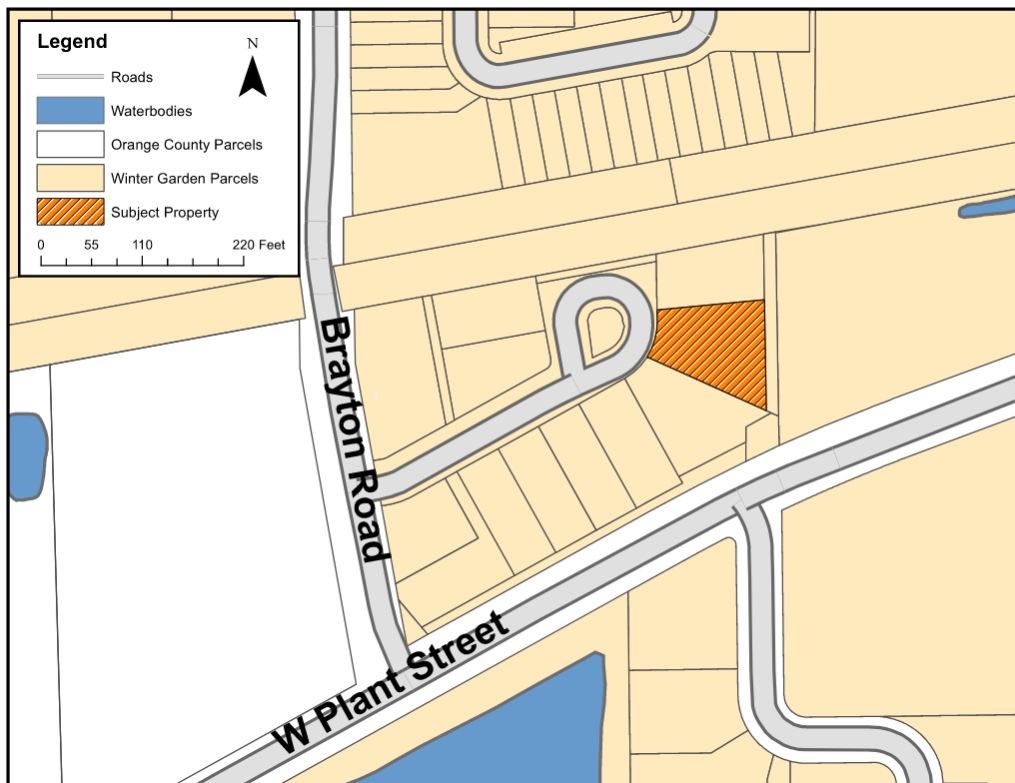 Legend
N
Roads
Waterbodies
Orange County Parcels
Winter Garden Parcels
Subject Property
0 55 110 220 Feet
Brayton Road
W Plant Street